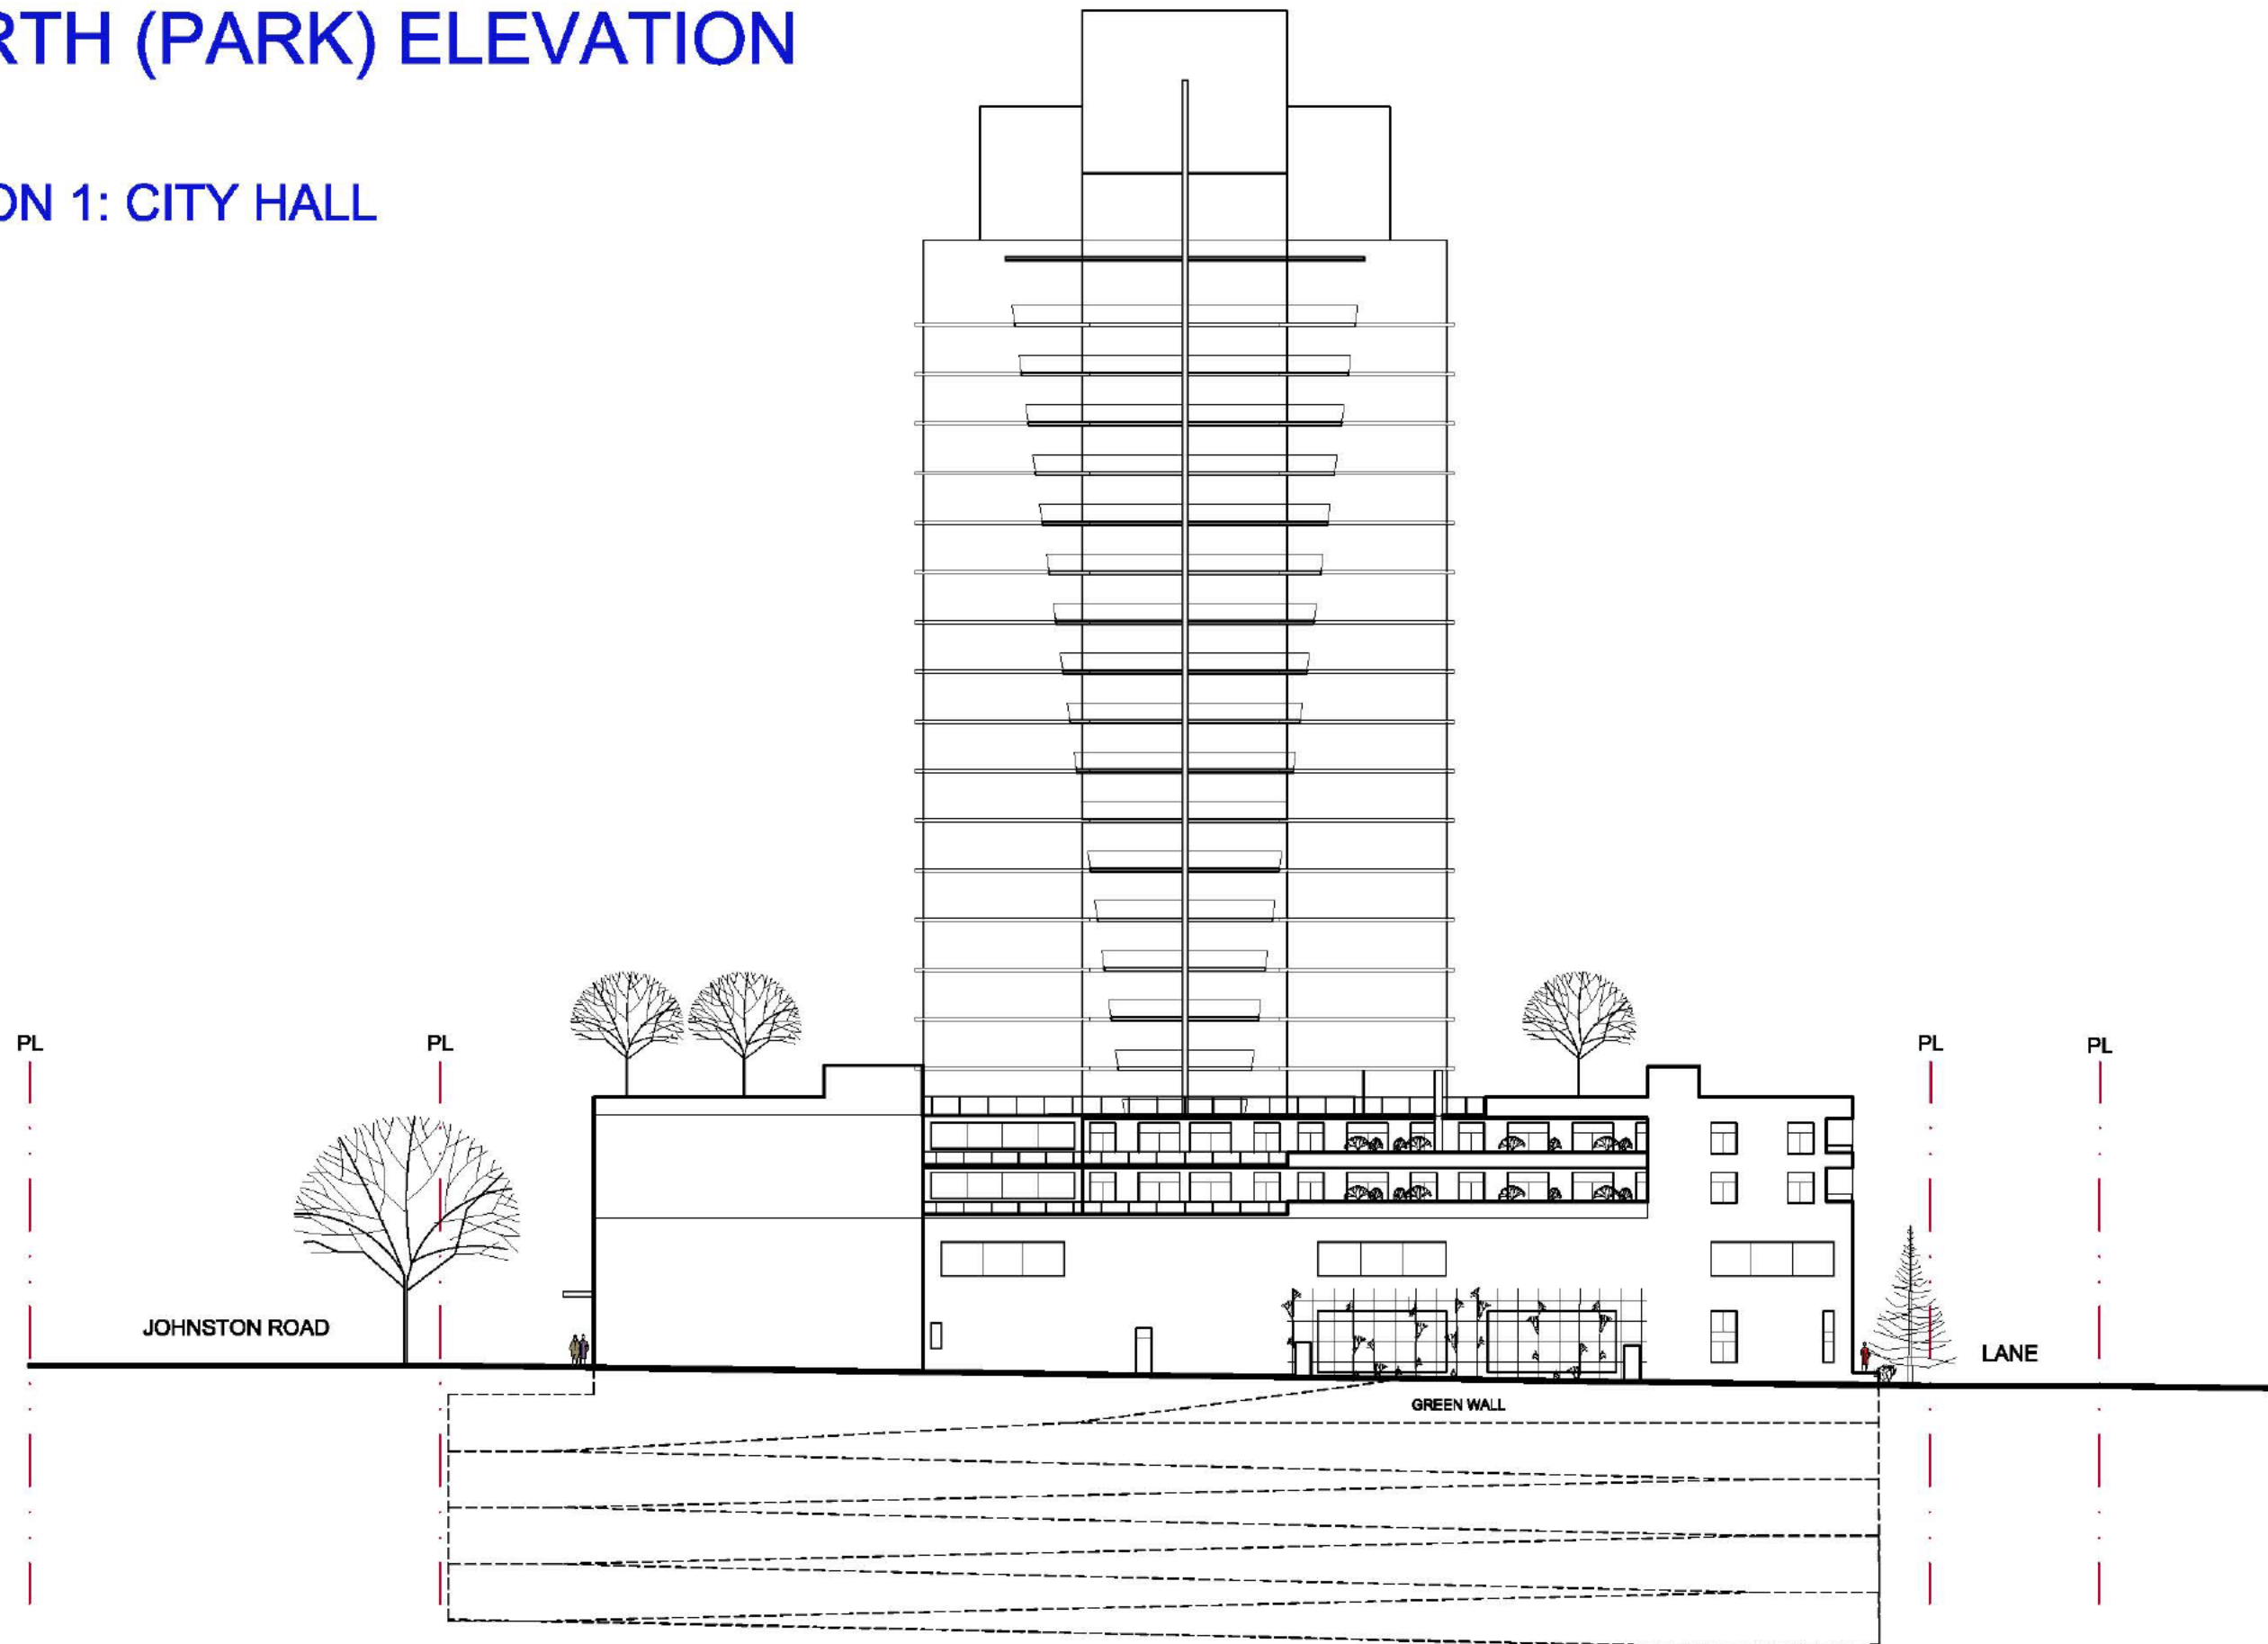 RTH (PARK) ELEVATION
ON 1: CITY HALL
PL
PL
PL
PL
JOHNSTON ROAD
LANE
GREEN WALL